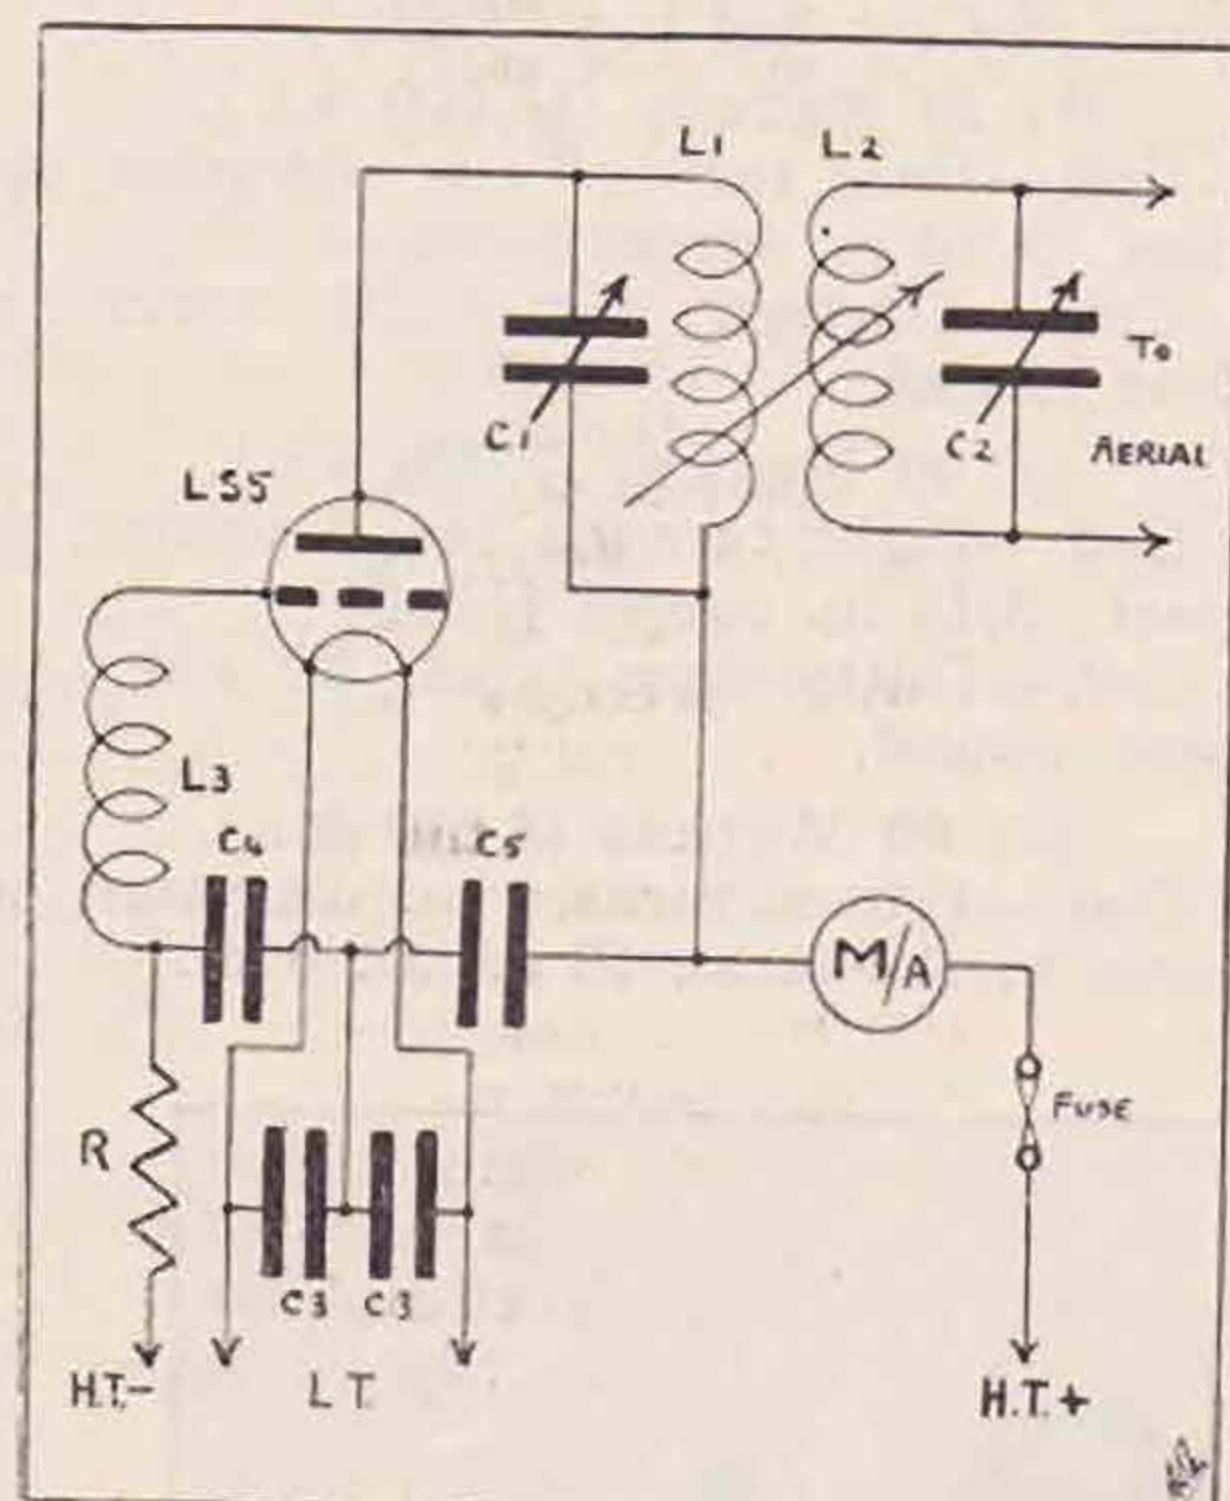 L1 L2
C1
C2
To
AERIAL
LS5
L3
C4 C5
M/A
FUSE
R
C3 C3
H.T.-
L.T.
H.T.+